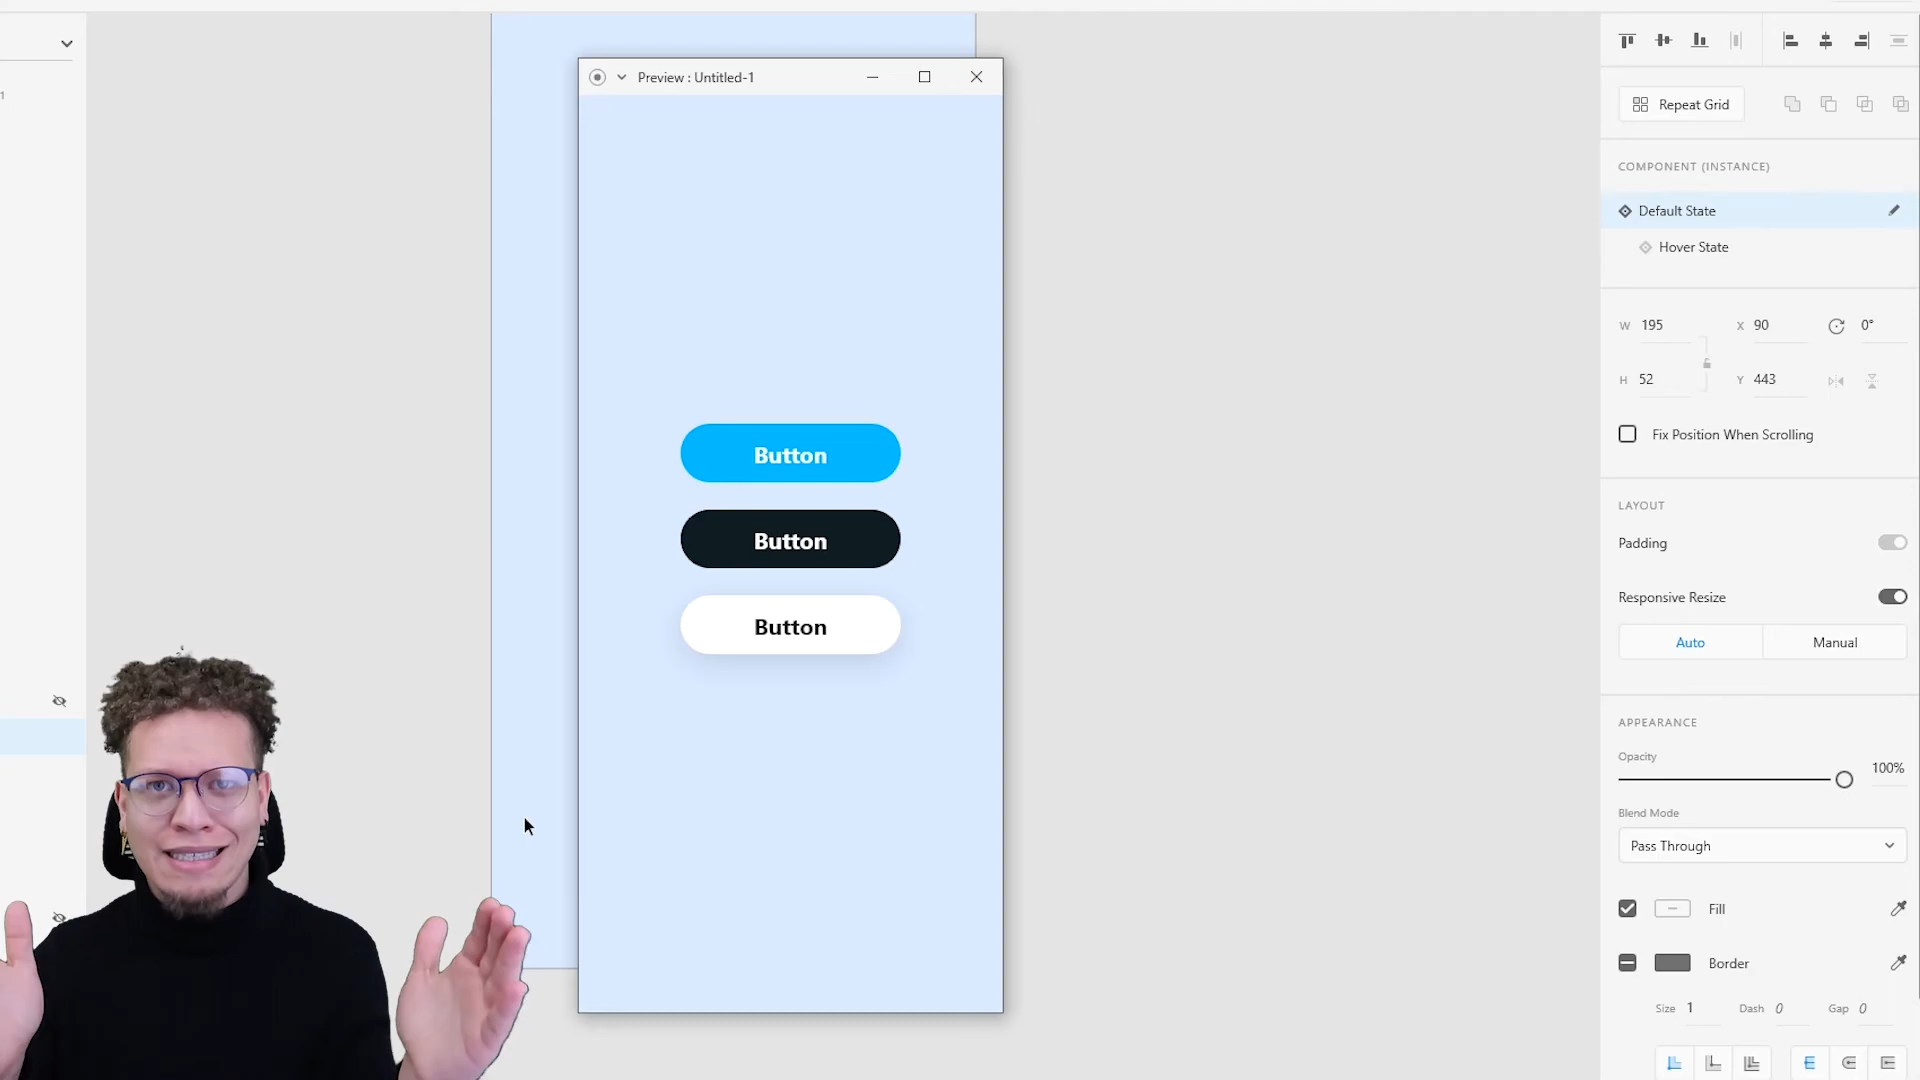 Preview : Untitled-1
Button
Button
Button
1
Repeat Grid
COMPONENT (INSTANCE)
Default State
Hover State
W 195 X 90 0°
H 52 Y 443
Fix Position When Scrolling
LAYOUT
Padding
Responsive Resize
Auto Manual
APPEARANCE
Opacity
100%
Blend Mode
Pass Through
Fill
Border
Size 1 Dash 0 Gap 0